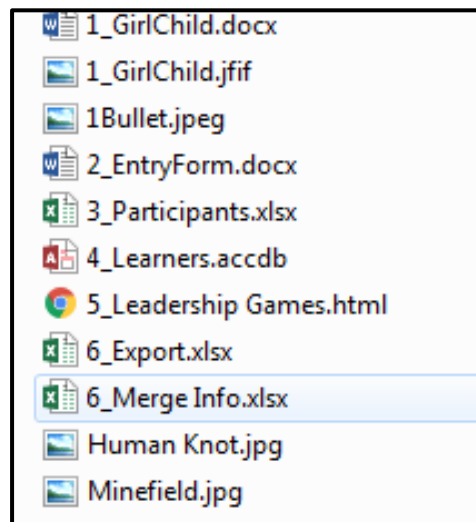 1_GirlChild.docx
1_GirlChild.jfif
1Bullet.jpeg
2_EntryForm.docx
3_Participants.xlsx
4_Learners.accdb
5_Leadership Games.html
6_Export.xlsx
6_Merge Info.xlsx
Human Knot.jpg
Minefield.jpg